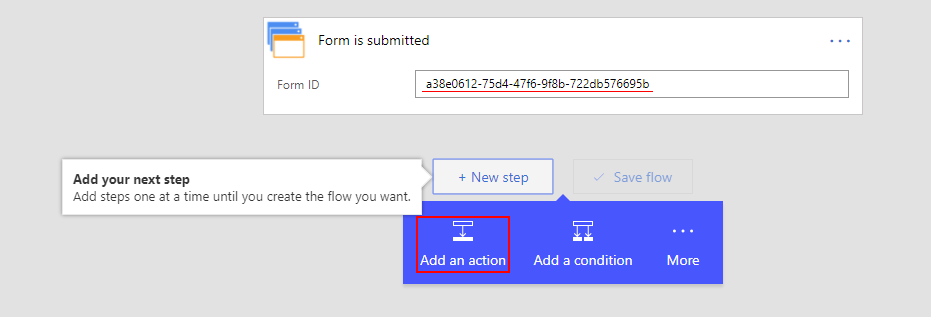 Form is submitted
Form ID
a38e0612-75d4-47f6-9f8b-722db576695b
Add your next step
Add steps one at a time until you create the flow you want.
+ New step
Save flow
Add an action
Add a condition
More